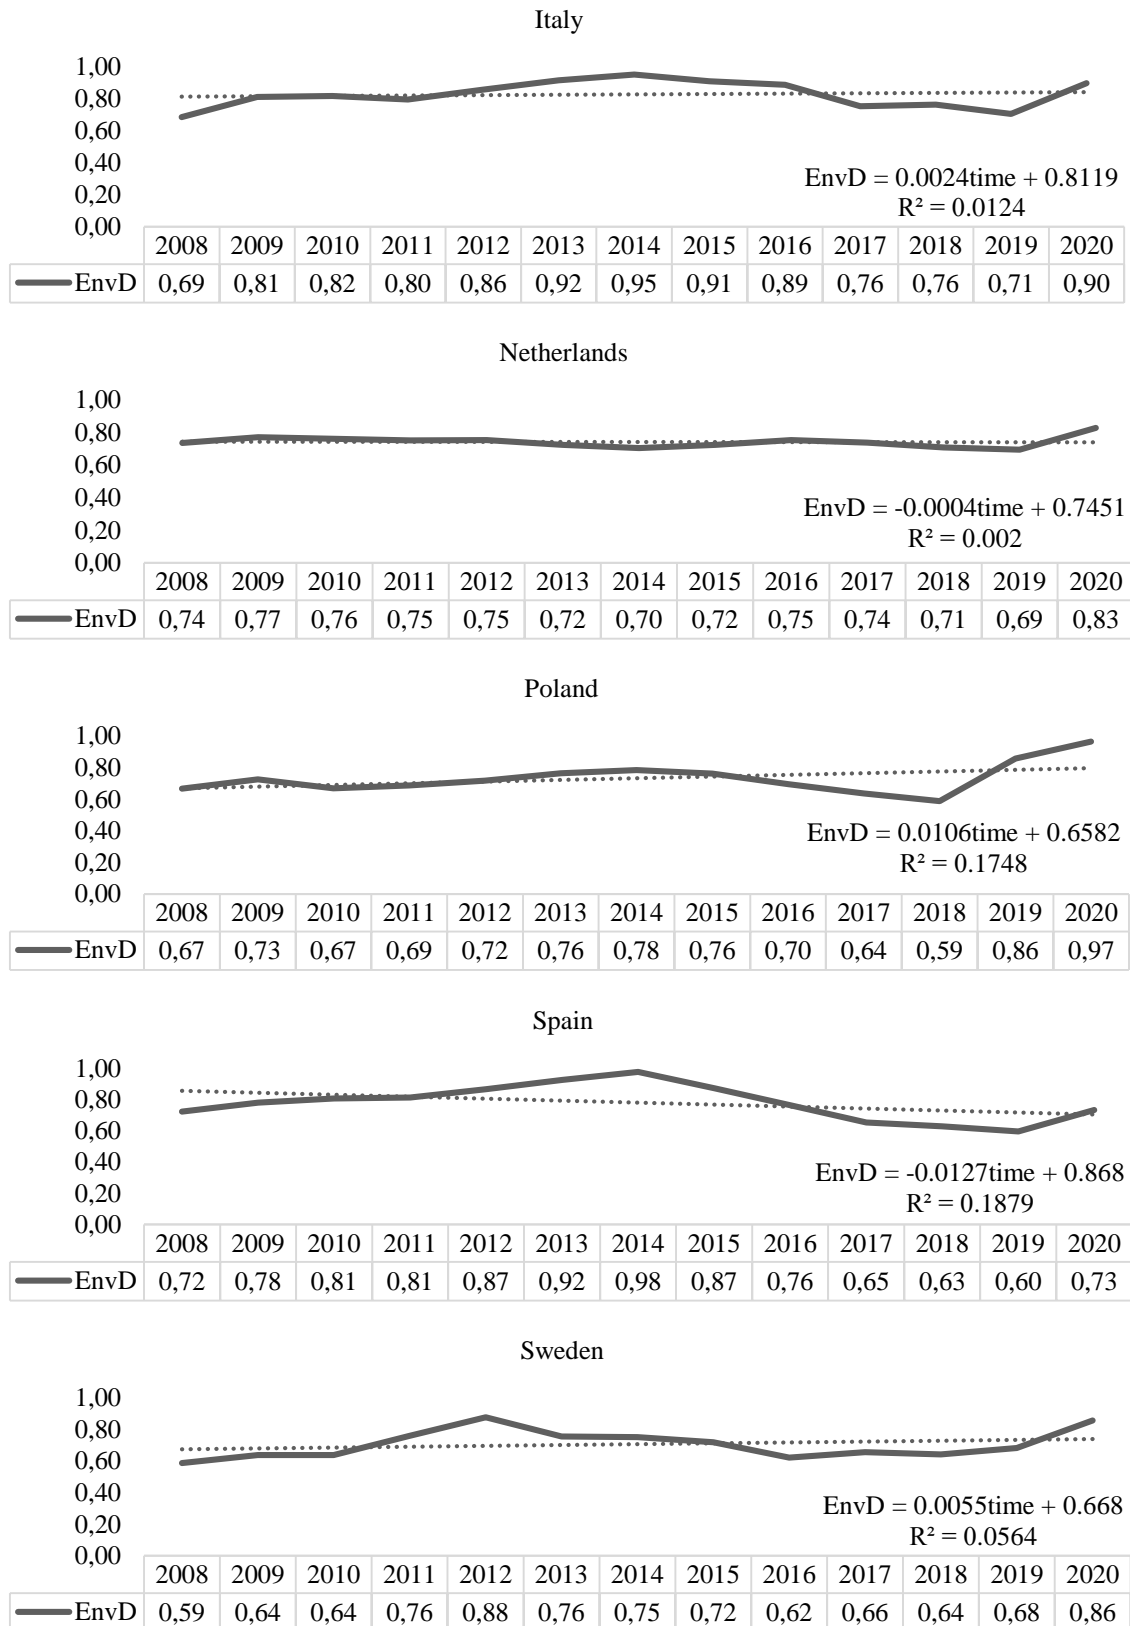 Italy
1,00
0,80
0,60
0,40
0,20
0,00
EnvD = 0.0024time + 0.8119
R² = 0.0124
2008 2009 2010 2011 2012 2013 2014 2015 2016 2017 2018 2019 2020
EnvD 0,69 0,81 0,82 0,80 0,86 0,92 0,95 0,91 0,89 0,76 0,76 0,71 0,90
Netherlands
1,00
0,80
0,60
0,40
0,20
0,00
EnvD = -0.0004time + 0.7451
R² = 0.002
2008 2009 2010 2011 2012 2013 2014 2015 2016 2017 2018 2019 2020
EnvD 0,74 0,77 0,76 0,75 0,75 0,72 0,70 0,72 0,75 0,74 0,71 0,69 0,83
Poland
1,00
0,80
0,60
0,40
0,20
0,00
EnvD = 0.0106time + 0.6582
R² = 0.1748
2008 2009 2010 2011 2012 2013 2014 2015 2016 2017 2018 2019 2020
EnvD 0,67 0,73 0,67 0,69 0,72 0,76 0,78 0,76 0,70 0,64 0,59 0,86 0,97
Spain
1,00
0,80
0,60
0,40
0,20
0,00
EnvD = -0.0127time + 0.868
R² = 0.1879
2008 2009 2010 2011 2012 2013 2014 2015 2016 2017 2018 2019 2020
EnvD 0,72 0,78 0,81 0,81 0,87 0,92 0,98 0,87 0,76 0,65 0,63 0,60 0,73
Sweden
1,00
0,80
0,60
0,40
0,20
0,00
EnvD = 0.0055time + 0.668
R² = 0.0564
2008 2009 2010 2011 2012 2013 2014 2015 2016 2017 2018 2019 2020
EnvD 0,59 0,64 0,64 0,76 0,88 0,76 0,75 0,72 0,62 0,66 0,64 0,68 0,86